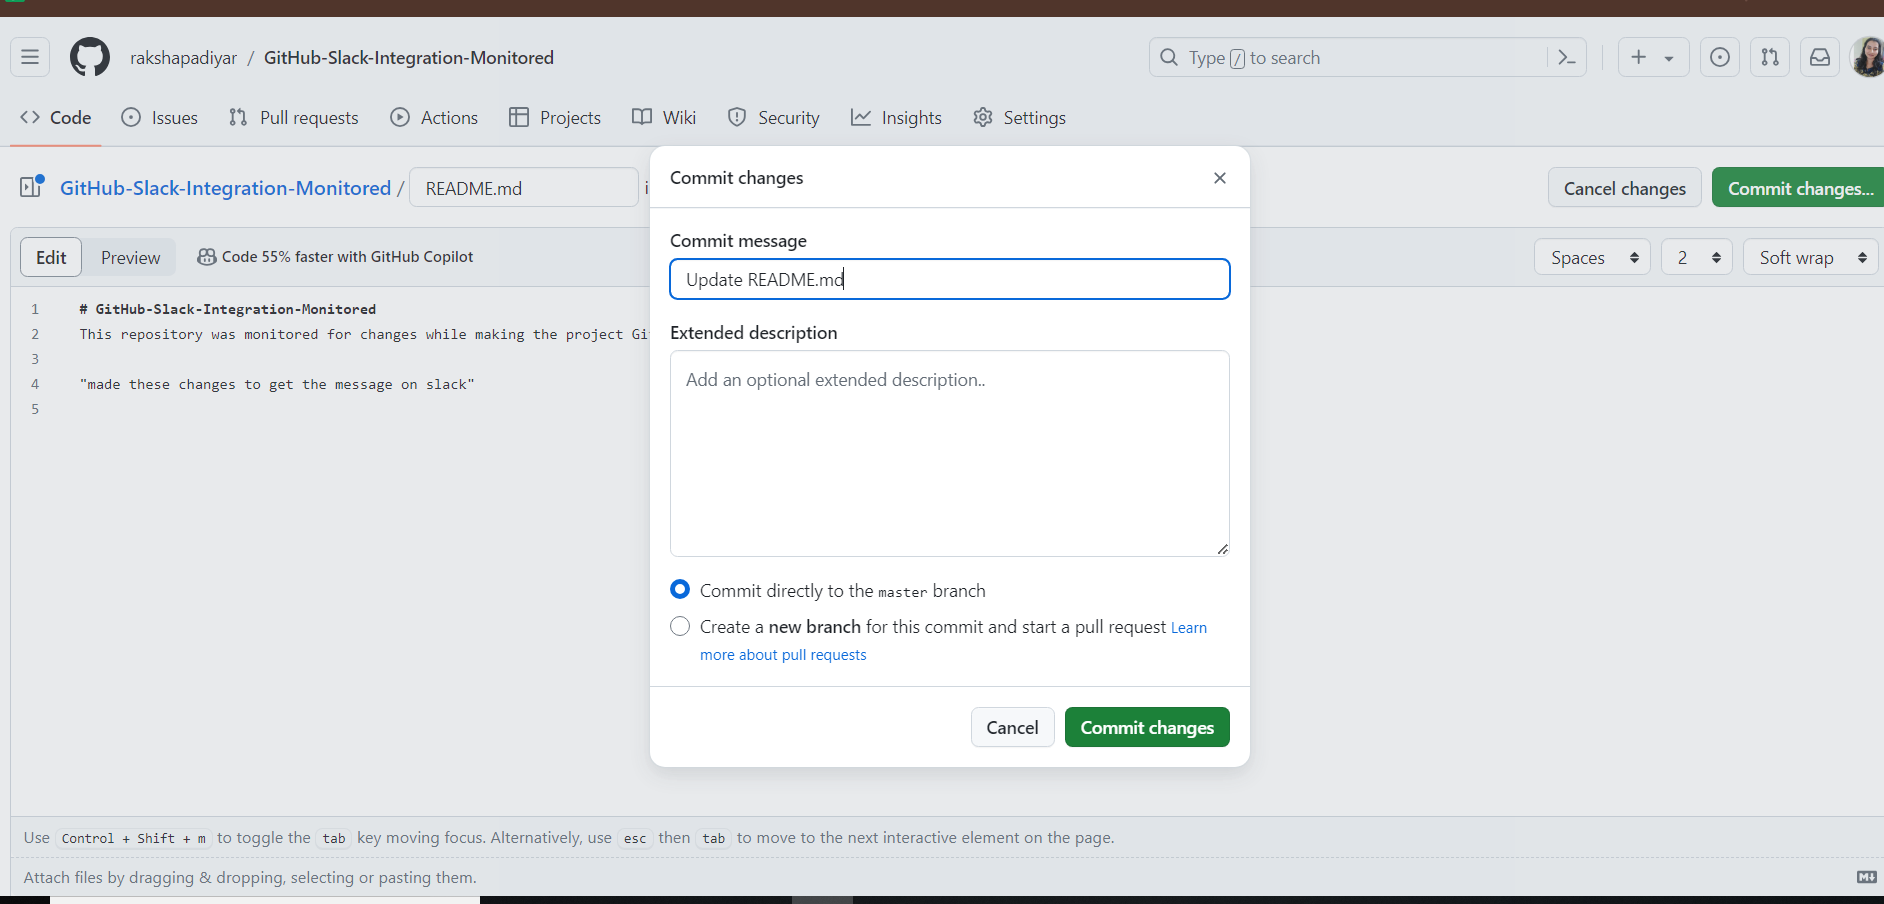 rakshapadiyar / GitHub-Slack-Integration-Monitored
Type / to search
Code Issues Pull requests Actions Projects Wiki Security Insights Settings
GitHub-Slack-Integration-Monitored / README.md i
Cancel changes Commit changes...
Edit Preview Code 55% faster with GitHub Copilot
Spaces 2 Soft wrap
1 # GitHub-Slack-Integration-Monitored
2 This repository was monitored for changes while making the project Gi
3
4 "made these changes to get the message on slack"
5
Commit changes
Commit message
Update README.md
Extended description
Add an optional extended description..
Commit directly to the master branch
Create a new branch for this commit and start a pull request Learn
more about pull requests
Cancel Commit changes
Use Control + Shift + m to toggle the tab key moving focus. Alternatively, use esc then tab to move to the next interactive element on the page.
Attach files by dragging & dropping, selecting or pasting them.